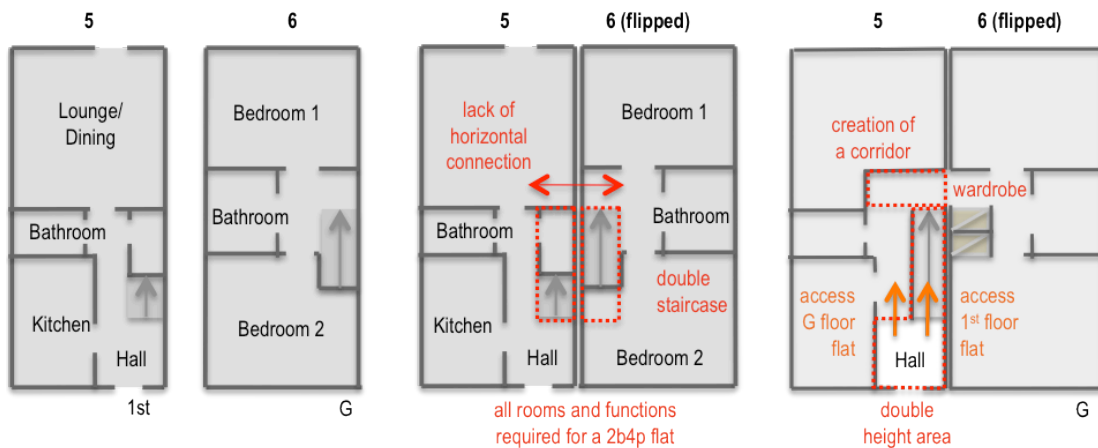 5
6
5
6 (flipped)
5
6 (flipped)
Lounge/
Dining
Bathroom
Kitchen
Hall
1st
Bedroom 1
Bathroom
Bedroom 2
G
lack of
horizontal
connection
Bedroom 1
Bathroom
Bathroom
double
staircase
Kitchen
Hall
Bedroom 2
all rooms and functions
required for a 2b4p flat
creation of
a corridor
wardrobe
access
G floor
flat
access
1st floor
flat
Hall
double
height area
G